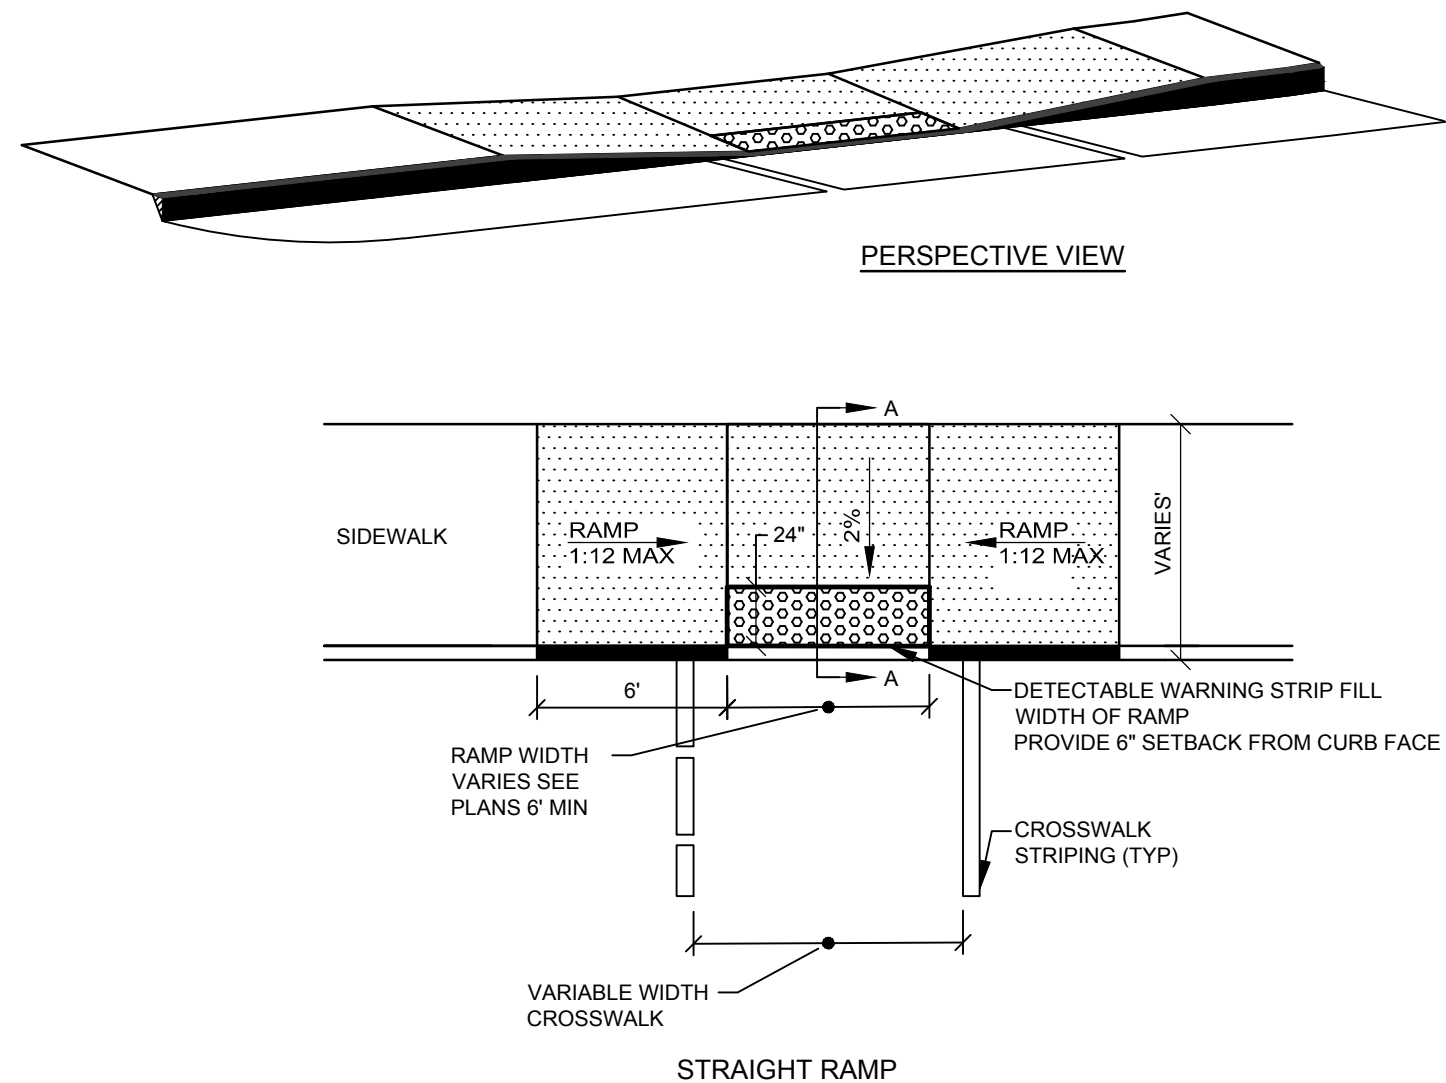 PERSPECTIVE VIEW
A
SIDEWALK
RAMP
1:12 MAX
24"
2%
RAMP
1:12 MAX
VARIES'
A
6'
DETECTABLE WARNING STRIP FILL
WIDTH OF RAMP
PROVIDE 6" SETBACK FROM CURB FACE
RAMP WIDTH
VARIES SEE
PLANS 6' MIN
CROSSWALK
STRIPING (TYP)
VARIABLE WIDTH
CROSSWALK
STRAIGHT RAMP